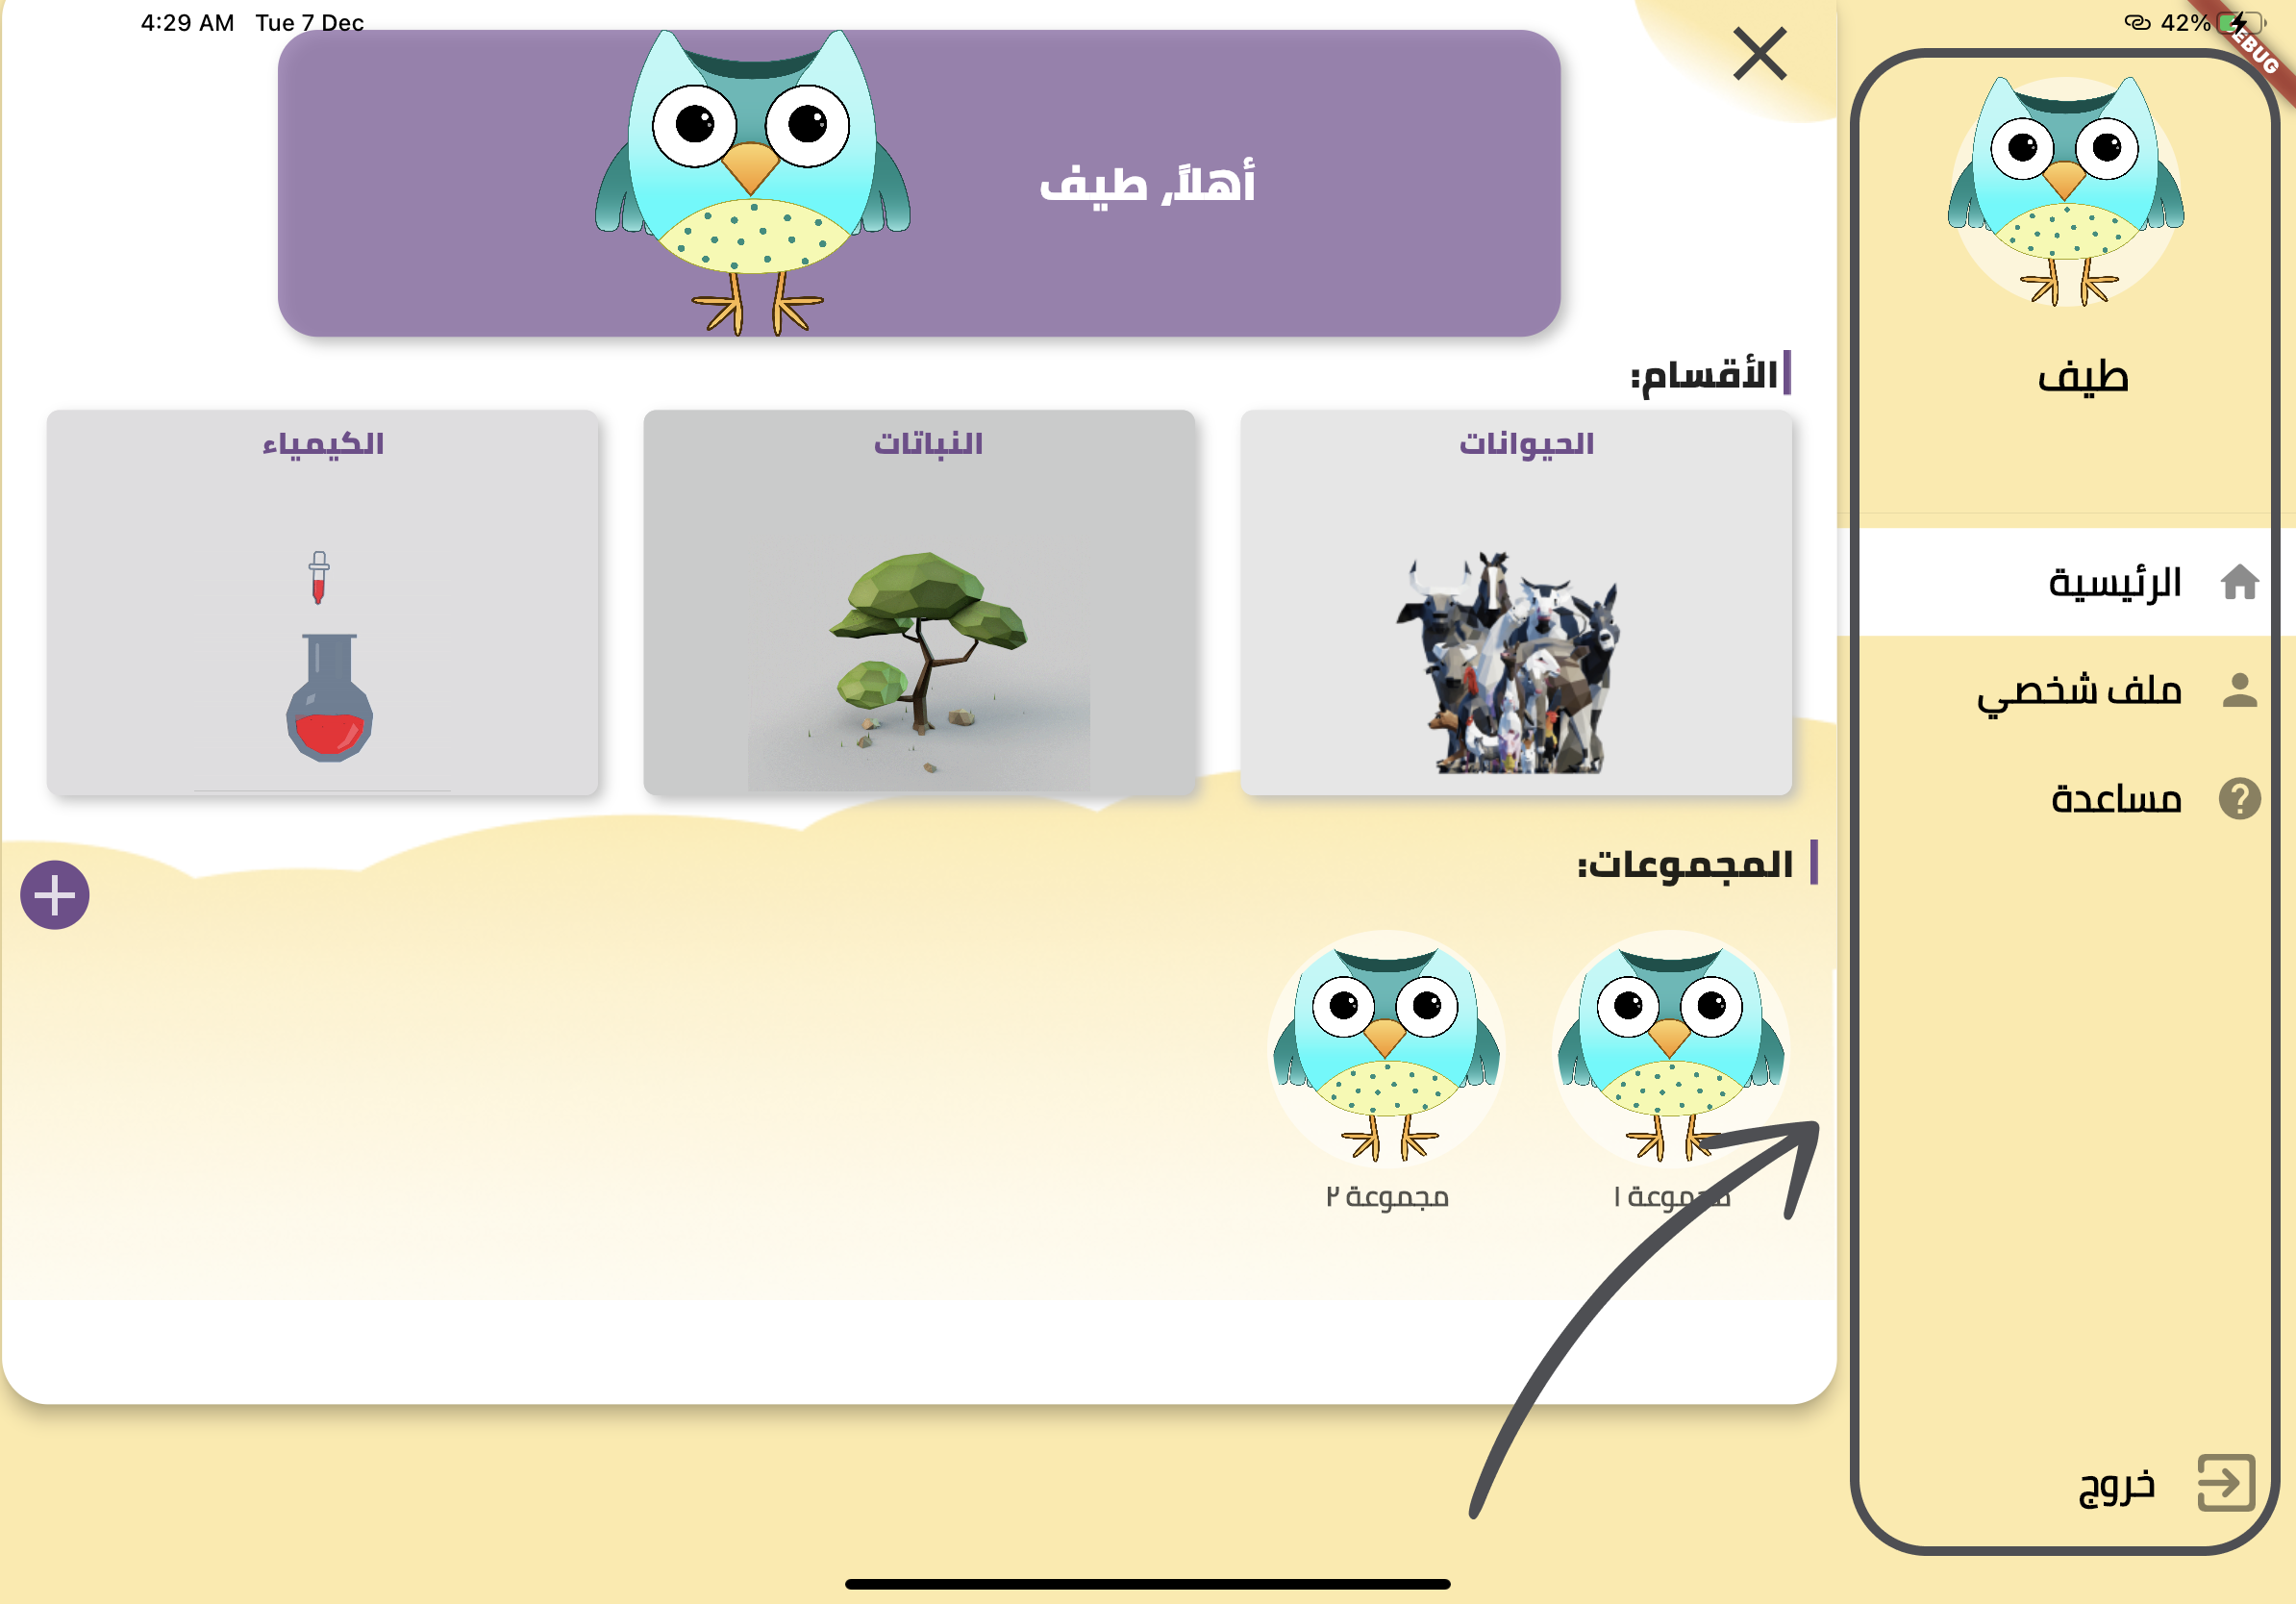 4:29 AM Tue 7 Dec
42%
EBUG
أهلاً، طيف
طيف
الأقسام:
الحيوانات
النباتات
الكيمياء
الرئيسية
ملف شخصي
مساعدة
المجموعات:
مجموعة ١
مجموعة ٢
خروج